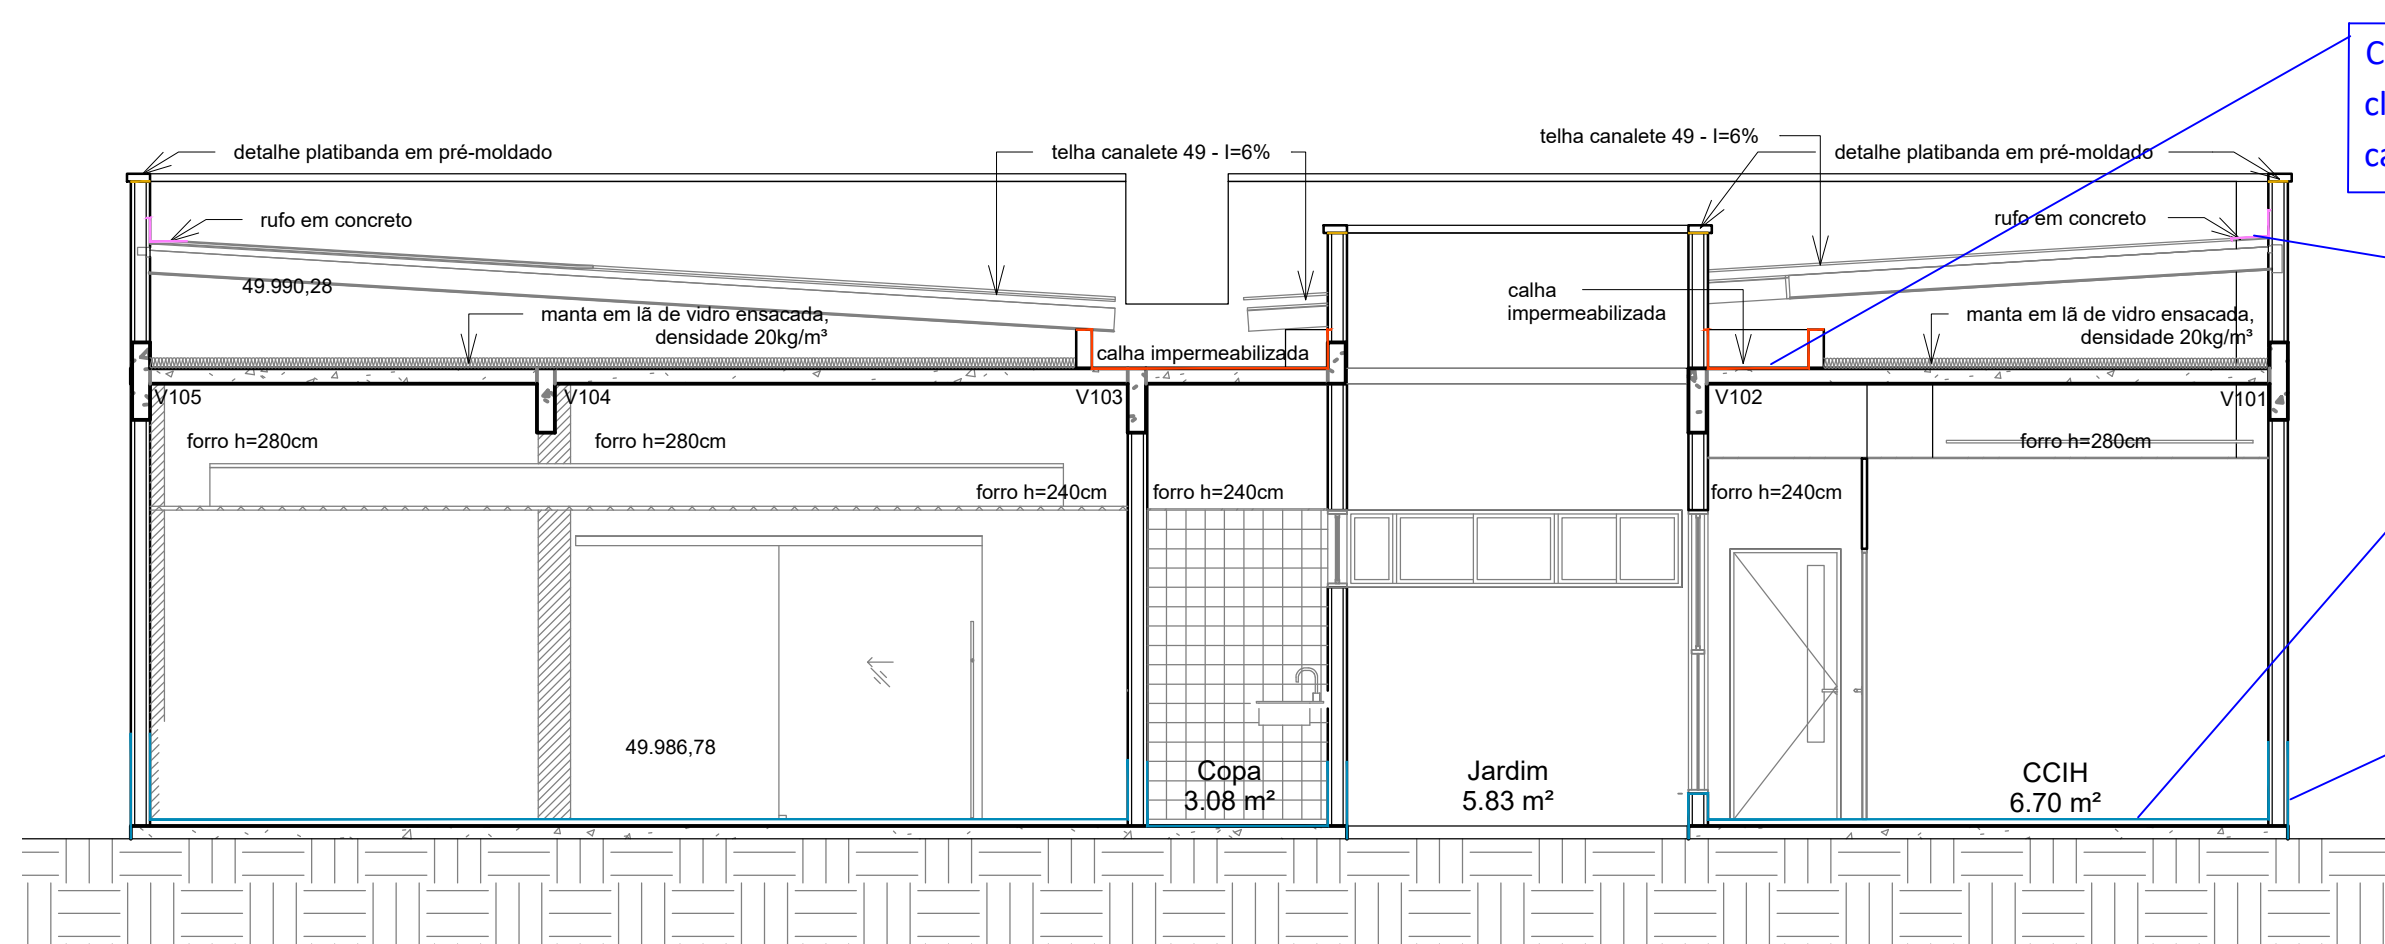 C
cl
ca
telha canalete 49 - I=6%
detalhe platibanda em pré-moldado
telha canalete 49 - I=6%
detalhe platibanda em pré-moldado
rufo em concreto
rufo em concreto
49.990,28
calha
impermeabilizada
manta em lã de vidro ensacada,
densidade 20kg/m³
manta em lã de vidro ensacada,
densidade 20kg/m³
calha impermeabilizada
V105
V104
V103
V102
V101
forro h=280cm
forro h=280cm
forro h=280cm
forro h=240cm
forro h=240cm
forro h=240cm
49.986,78
Copa
3.08 m²
Jardim
5.83 m²
CCIH
6.70 m²